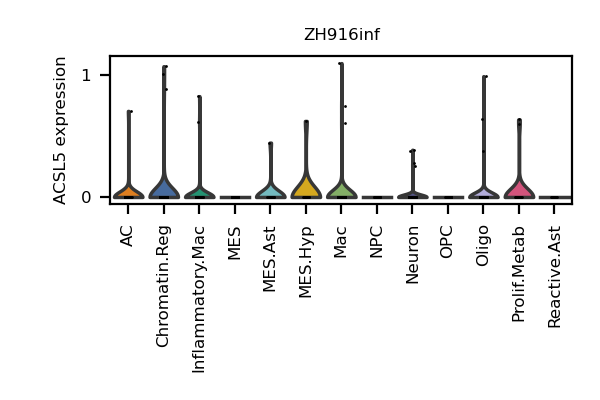 ZH916inf
ACSL5 expression
1
0
AC
Chromatin.Reg
Inflammatory.Mac
MES
MES.Ast
MES.Hyp
Mac
NPC
Neuron
OPC
Oligo
Prolif.Metab
Reactive.Ast